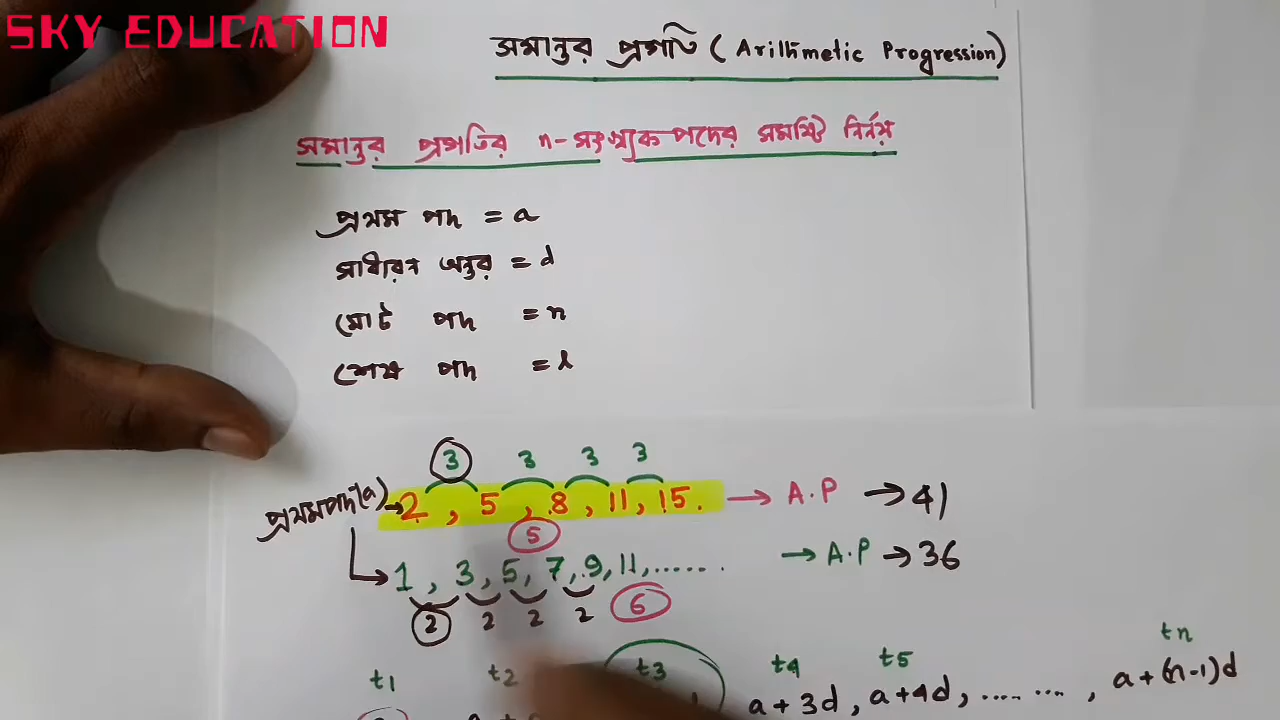 SKY EDUCATION
সমান্তর প্রগতি (Arithmetic Progression)
সমান্তর প্রগতির n-সংখ্যক পদের সমষ্টি নির্ণয়
প্রথম পদ = a
সাধারণ অন্তর = d
মোট পদ = n
শেষ পদ = l
3 3 3 3
প্রথমপদ(a) → 2, 5, 8, 11, 15. → A.P → 41
5
1, 3, 5, 7, 9, 11, ...... → A.P → 36
2 2 2 2 6
t1 t2 t3 t4 t5 tn
a+3d, a+4d, ...... , a+(n-1)d